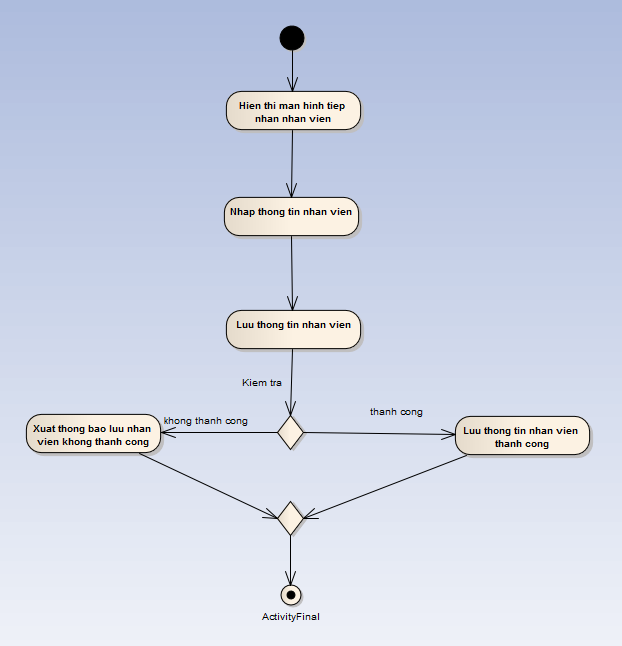 Hien thi man hinh tiep
nhan nhan vien
Nhap thong tin nhan vien
Luu thong tin nhan vien
Kiem tra
khong thanh cong
thanh cong
Xuat thong bao luu nhan
vien khong thanh cong
Luu thong tin nhan vien
thanh cong
ActivityFinal